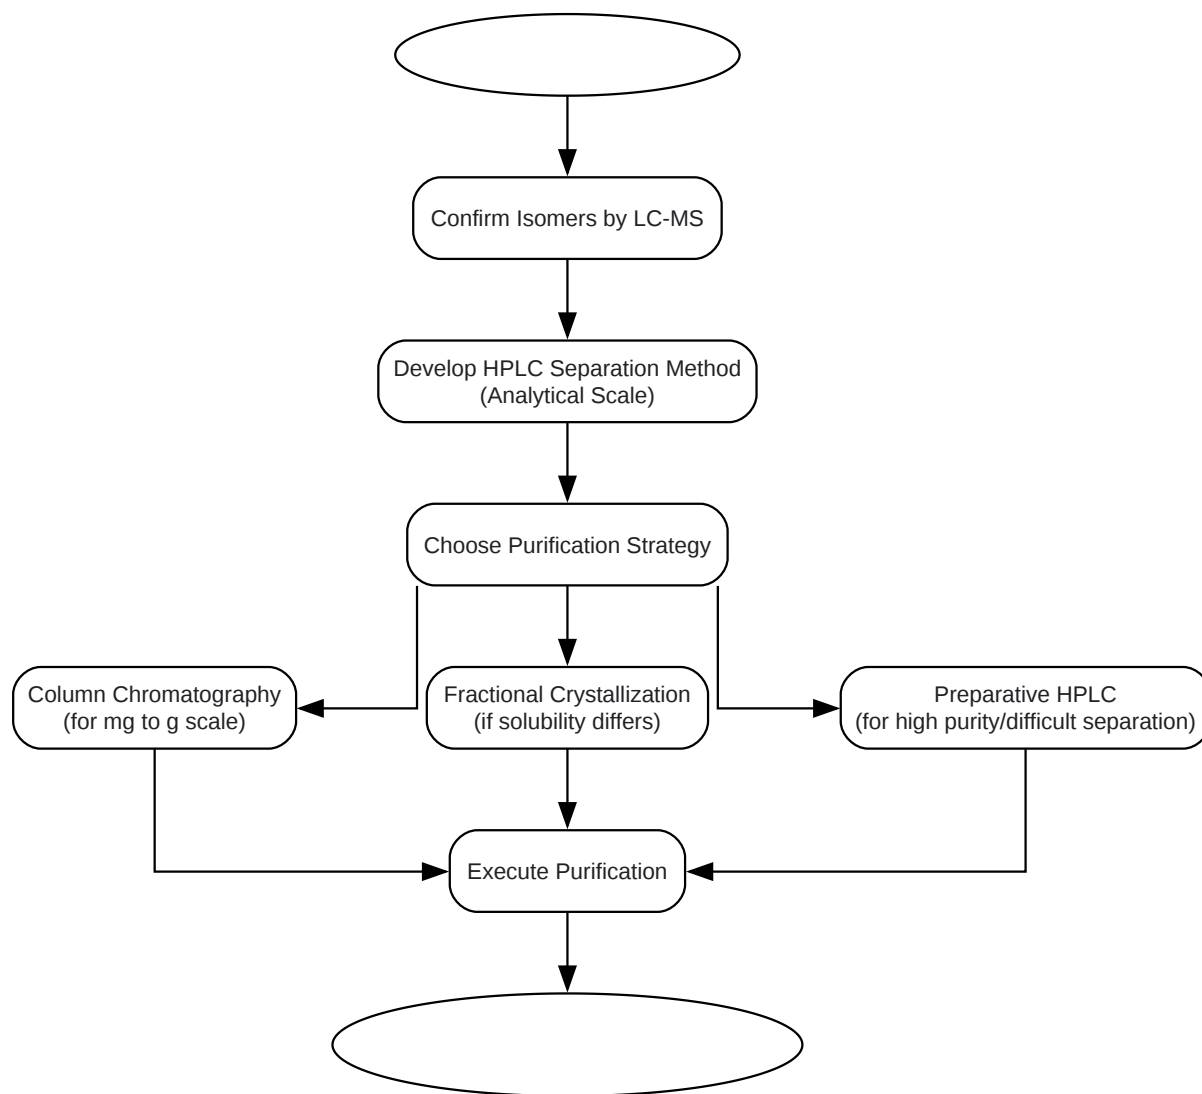 Confirm Isomers by LC-MS
Develop HPLC Separation Method
(Analytical Scale)
Choose Purification Strategy
Column Chromatography
(for mg to g scale)
Fractional Crystallization
(if solubility differs)
Preparative HPLC
(for high purity/difficult separation)
Execute Purification